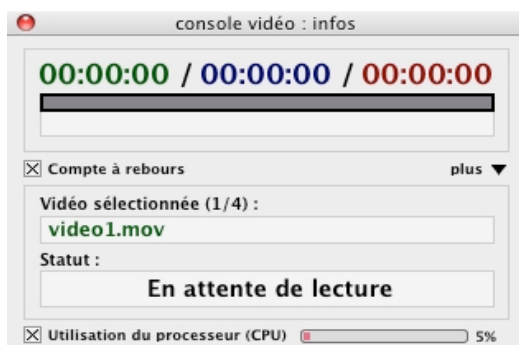 console vidéo : infos
00:00:00 / 00:00:00 / 00:00:00
Compte à rebours plus
Vidéo sélectionnée (1/4) :
video1.mov
Statut :
En attente de lecture
Utilisation du processeur (CPU) 5%